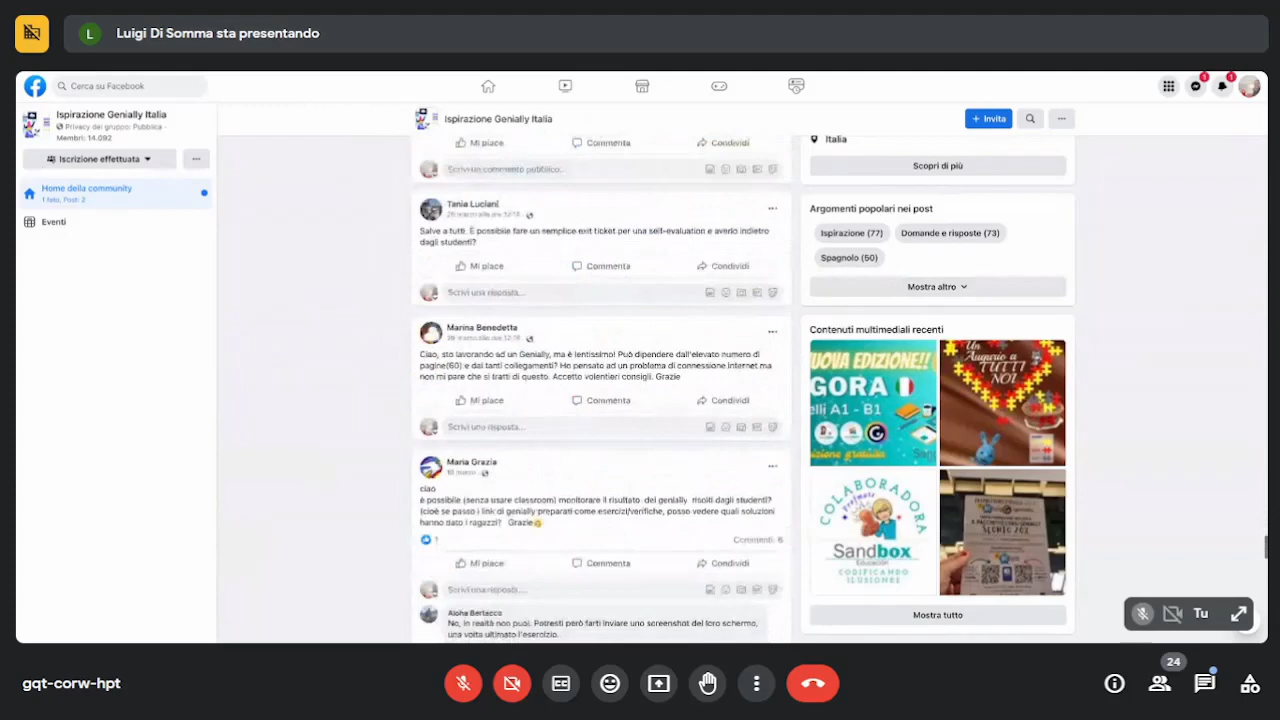 L Luigi Di Somma sta presentando
Cerca su Facebook
Ispirazione Genially Italia
Privacy del gruppo: Pubblica ·
Membri: 14.092
Iscrizione effettuata
Home della community
1 foto, Post: 2
Eventi
Ispirazione Genially Italia
+ Invita
1
1
Mi piace
Commenta
Condividi
Scrivi un commento pubblico...
Tania Luciani
Salve a tutti. È possibile fare un semplice exit ticket per una self-evaluation e averlo indietro
dagli studenti?
Mi piace
Commenta
Condividi
Scrivi una risposta...
Marina Benedetta
Ciao, sto lavorando ad un Genially, ma è lentissimo! Può dipendere dall'elevato numero di
pagine(60) e dai tanti collegamenti? Ho pensato ad un problema di connessione internet ma
non mi pare che si tratti di questo. Accetto volentieri consigli. Grazie
Mi piace
Commenta
Condividi
Scrivi una risposta...
Maria Grazia
ciao
è possibile (senza usare classroom) monitorare il risultato dei genially risolti dagli studenti?
(cioè se passo i link di genially preparati come esercizi/verifiche, posso vedere quali soluzioni
hanno dato i ragazzi? Grazie
1
Commenti: 6
Mi piace
Commenta
Condividi
Scrivi una risposta...
Aloha Bertacco
No, in realtà non puoi. Potresti però farti inviare uno screenshot del loro schermo,
una volta ultimato l'esercizio.
Italia
Scopri di più
Argomenti popolari nei post
Ispirazione (77)
Domande e risposte (73)
Spagnolo (50)
Mostra altro
Contenuti multimediali recenti
UOVA EDIZIONE!!
GORA
elli A1 - B1
izione gratuita
Un
Augurio a
TUTTI
NOI
COLABORADORA
Sandbox
Educación
CODIFICANDO
ILUSIONES
Mostra tutto
Tu
gqt-corw-hpt
24